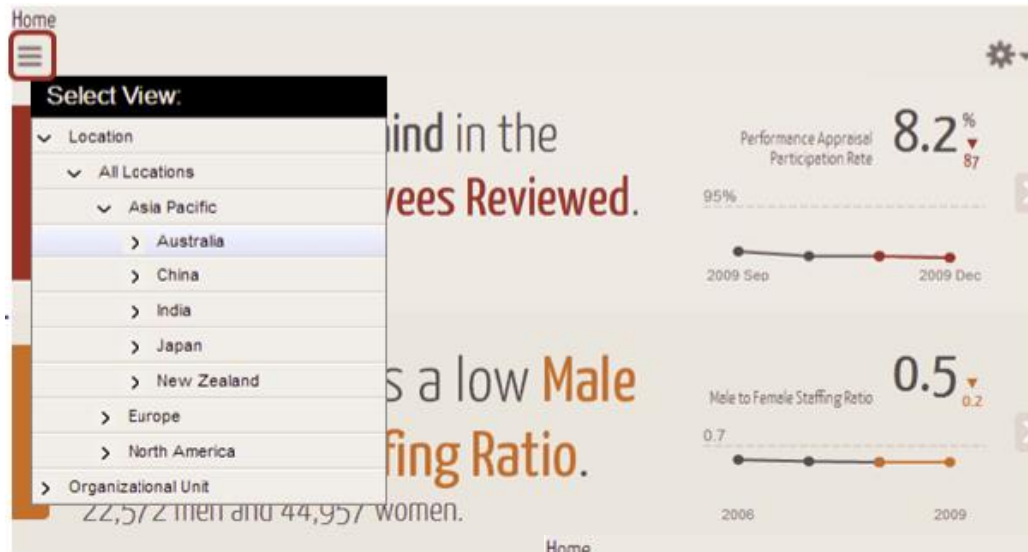 Home
Select View:
Location
All Locations
Asia Pacific
Australia
China
India
Japan
New Zealand
Europe
North America
Organizational Unit
in the
Reviewed.
Performance Appraisal
Participation Rate
8.2%
87
95%
2009 Sep
2009 Dec
s a low Male
Ratio.
22,572 men and 44,957 women.
Male to Female Staffing Ratio
0.5
0.2
0.7
2006
2009
Home